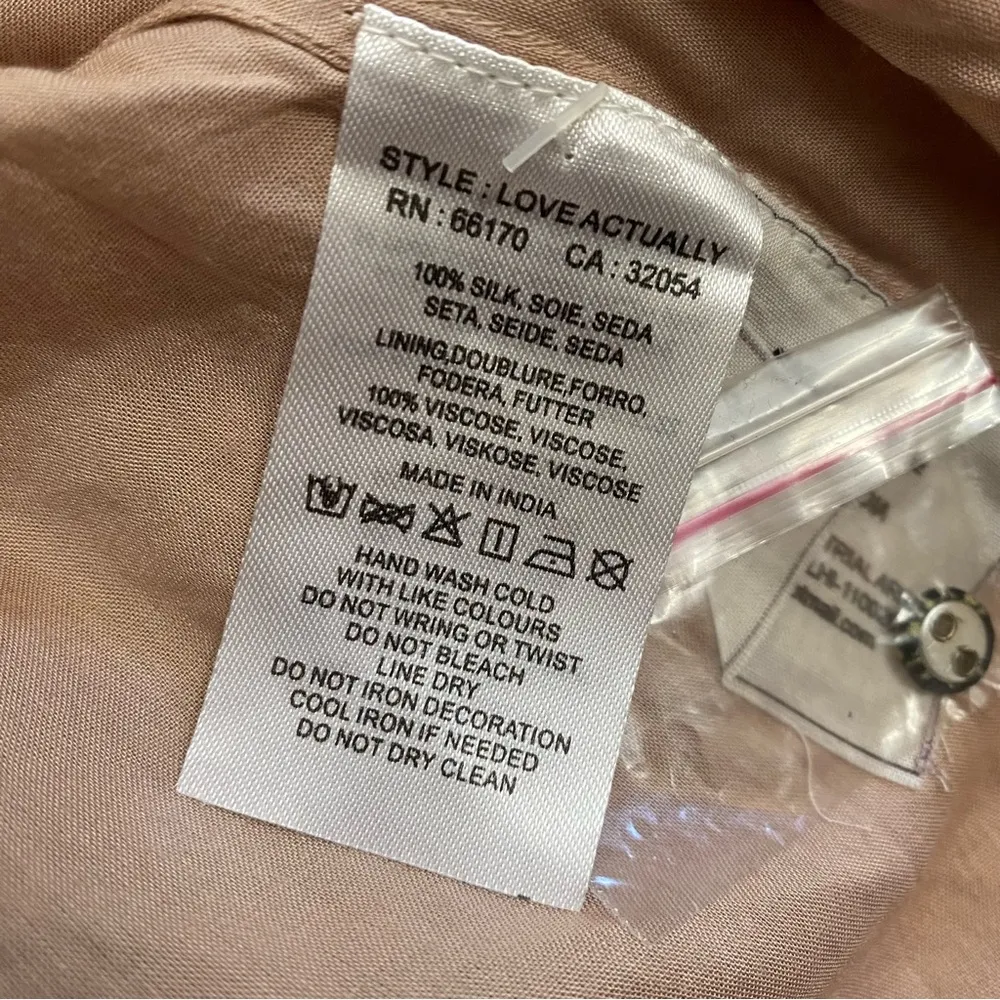 STYLE : LOVE ACTUALLY
RN : 66170 CA : 32054
100% SILK, SOIE, SEDA
SETA, SEIDE, SEDA
LINING,DOUBLURE,FORRO,
FODERA, FUTTER
100% VISCOSE, VISCOSE,
VISCOSA, VISKOSE, VISCOSE
MADE IN INDIA
HAND WASH COLD
WITH LIKE COLOURS
DO NOT WRING OR TWIST
DO NOT BLEACH
LINE DRY
DO NOT IRON DECORATION
COOL IRON IF NEEDED
DO NOT DRY CLEAN
TRIAL